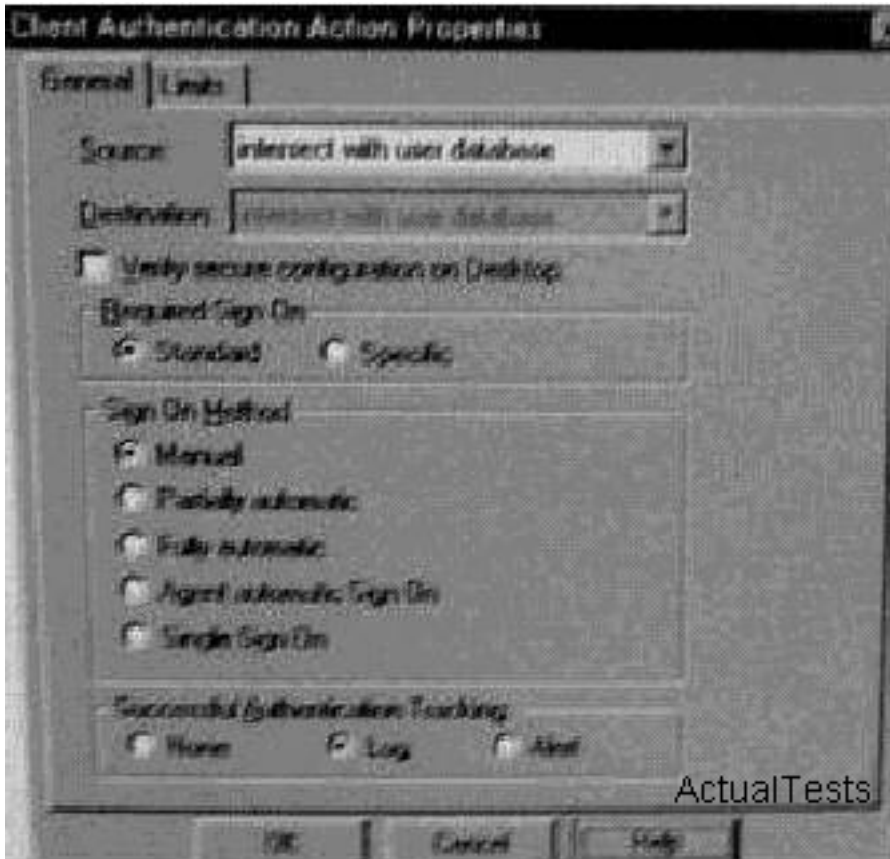 Client Authentication Action Properties
General Limits
Source: intersect with user database
Destination: intersect with user database
Verify secure configuration on Desktop
Required Sign On
Standard Specific
Sign On Method
Manual
Partially automatic
Fully automatic
Agent automatic Sign On
Single Sign On
Successful Authentication Tracking
None Log Alert
ActualTests
OK Cancel Help